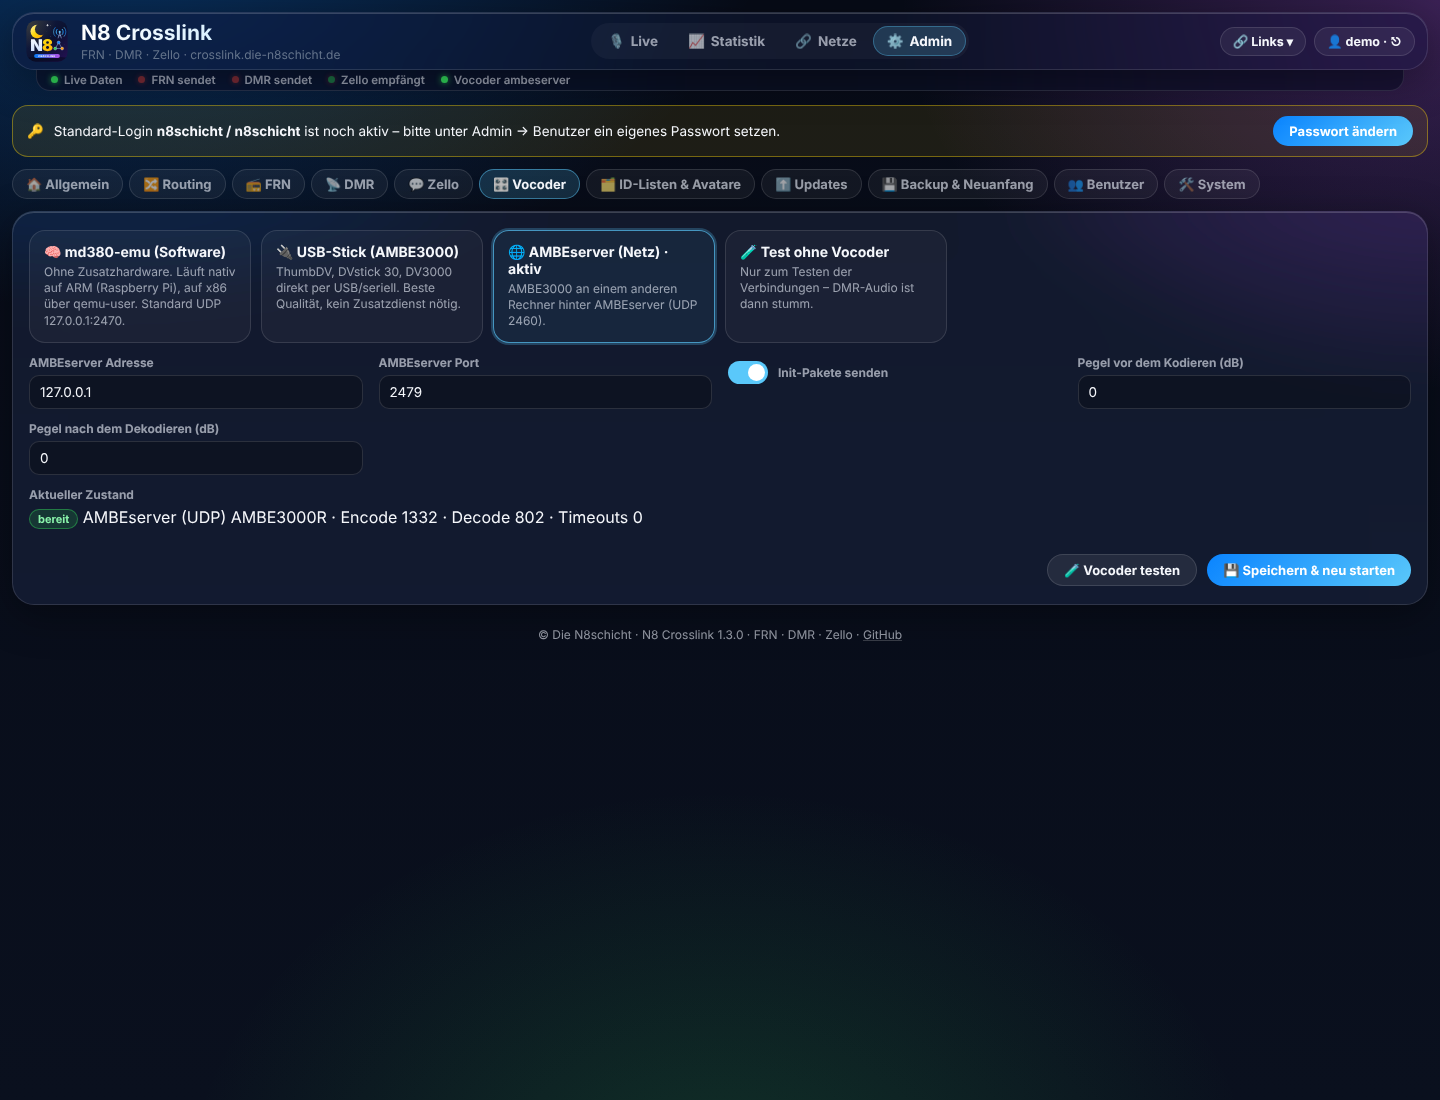 N8 Crosslink
FRN · DMR · Zello · crosslink.die-n8schicht.de
Live
Statistik
Netze
Admin
Links ▾
demo · ⎋
Live Daten
FRN sendet
DMR sendet
Zello empfängt
Vocoder ambeserver
Standard-Login n8schicht / n8schicht ist noch aktiv – bitte unter Admin → Benutzer ein eigenes Passwort setzen.
Passwort ändern
Allgemein
Routing
FRN
DMR
Zello
Vocoder
ID-Listen & Avatare
Updates
Backup & Neuanfang
Benutzer
System
md380-emu (Software)
Ohne Zusatzhardware. Läuft nativ
auf ARM (Raspberry Pi), auf x86
über qemu-user. Standard UDP
127.0.0.1:2470.
USB-Stick (AMBE3000)
ThumbDV, DVstick 30, DV3000
direkt per USB/seriell. Beste
Qualität, kein Zusatzdienst nötig.
AMBEserver (Netz) ·
aktiv
AMBE3000 an einem anderen
Rechner hinter AMBEserver (UDP
2460).
Test ohne Vocoder
Nur zum Testen der
Verbindungen – DMR-Audio ist
dann stumm.
AMBEserver Adresse
127.0.0.1
AMBEserver Port
2479
Init-Pakete senden
Pegel vor dem Kodieren (dB)
0
Pegel nach dem Dekodieren (dB)
0
Aktueller Zustand
bereit AMBEserver (UDP) AMBE3000R · Encode 1332 · Decode 802 · Timeouts 0
Vocoder testen
Speichern & neu starten
© Die N8schicht · N8 Crosslink 1.3.0 · FRN · DMR · Zello · GitHub